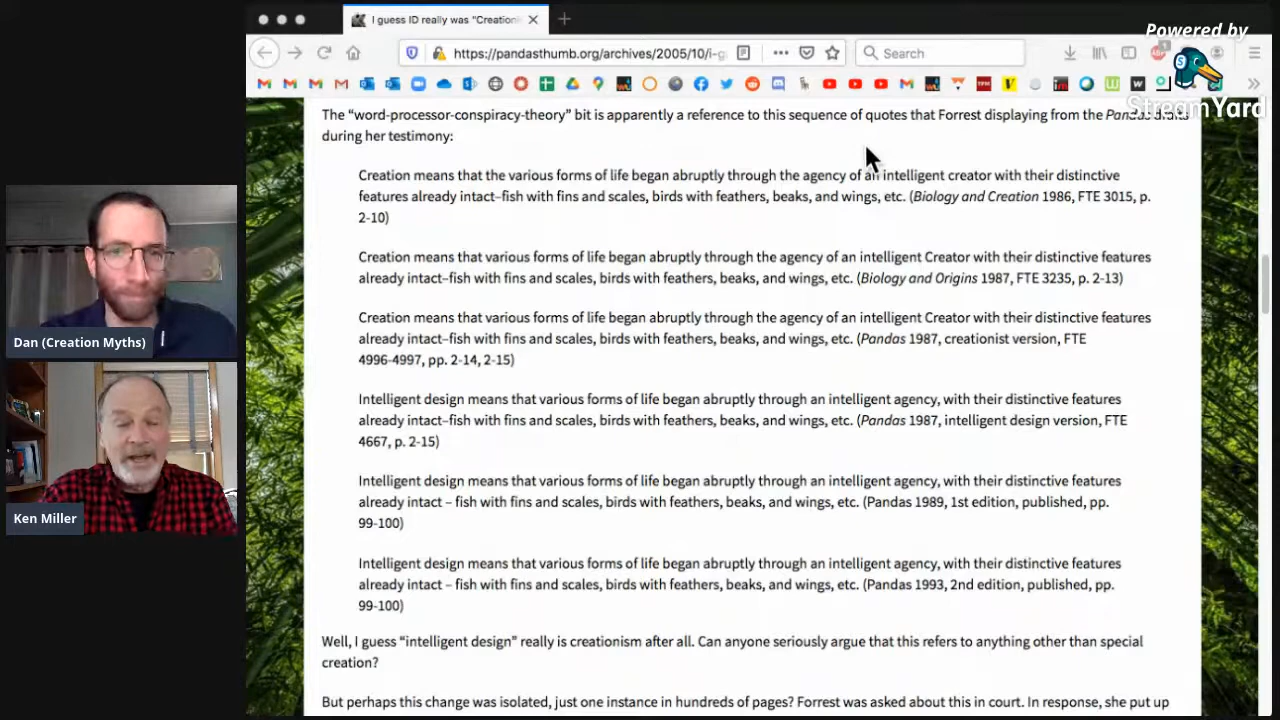 I guess ID really was "Creation
Powered by
StreamYard
https://pandasthumb.org/archives/2005/10/i-g
Search
The "word-processor-conspiracy-theory" bit is apparently a reference to this sequence of quotes that Forrest displaying from the Pandas drafts
during her testimony:
Creation means that the various forms of life began abruptly through the agency of an intelligent creator with their distinctive
features already intact–fish with fins and scales, birds with feathers, beaks, and wings, etc. (Biology and Creation 1986, FTE 3015, p.
2-10)
Creation means that various forms of life began abruptly through the agency of an intelligent Creator with their distinctive features
already intact–fish with fins and scales, birds with feathers, beaks, and wings, etc. (Biology and Origins 1987, FTE 3235, p. 2-13)
Creation means that various forms of life began abruptly through the agency of an intelligent Creator with their distinctive features
already intact–fish with fins and scales, birds with feathers, beaks, and wings, etc. (Pandas 1987, creationist version, FTE
4996-4997, pp. 2-14, 2-15)
Intelligent design means that various forms of life began abruptly through an intelligent agency, with their distinctive features
already intact–fish with fins and scales, birds with feathers, beaks, and wings, etc. (Pandas 1987, intelligent design version, FTE
4667, p. 2-15)
Intelligent design means that various forms of life began abruptly through an intelligent agency, with their distinctive features
already intact – fish with fins and scales, birds with feathers, beaks, and wings, etc. (Pandas 1989, 1st edition, published, pp.
99-100)
Intelligent design means that various forms of life began abruptly through an intelligent agency, with their distinctive features
already intact – fish with fins and scales, birds with feathers, beaks, and wings, etc. (Pandas 1993, 2nd edition, published, pp.
99-100)
Well, I guess "intelligent design" really is creationism after all. Can anyone seriously argue that this refers to anything other than special
creation?
But perhaps this change was isolated, just one instance in hundreds of pages? Forrest was asked about this in court. In response, she put up
Dan (Creation Myths)
Ken Miller